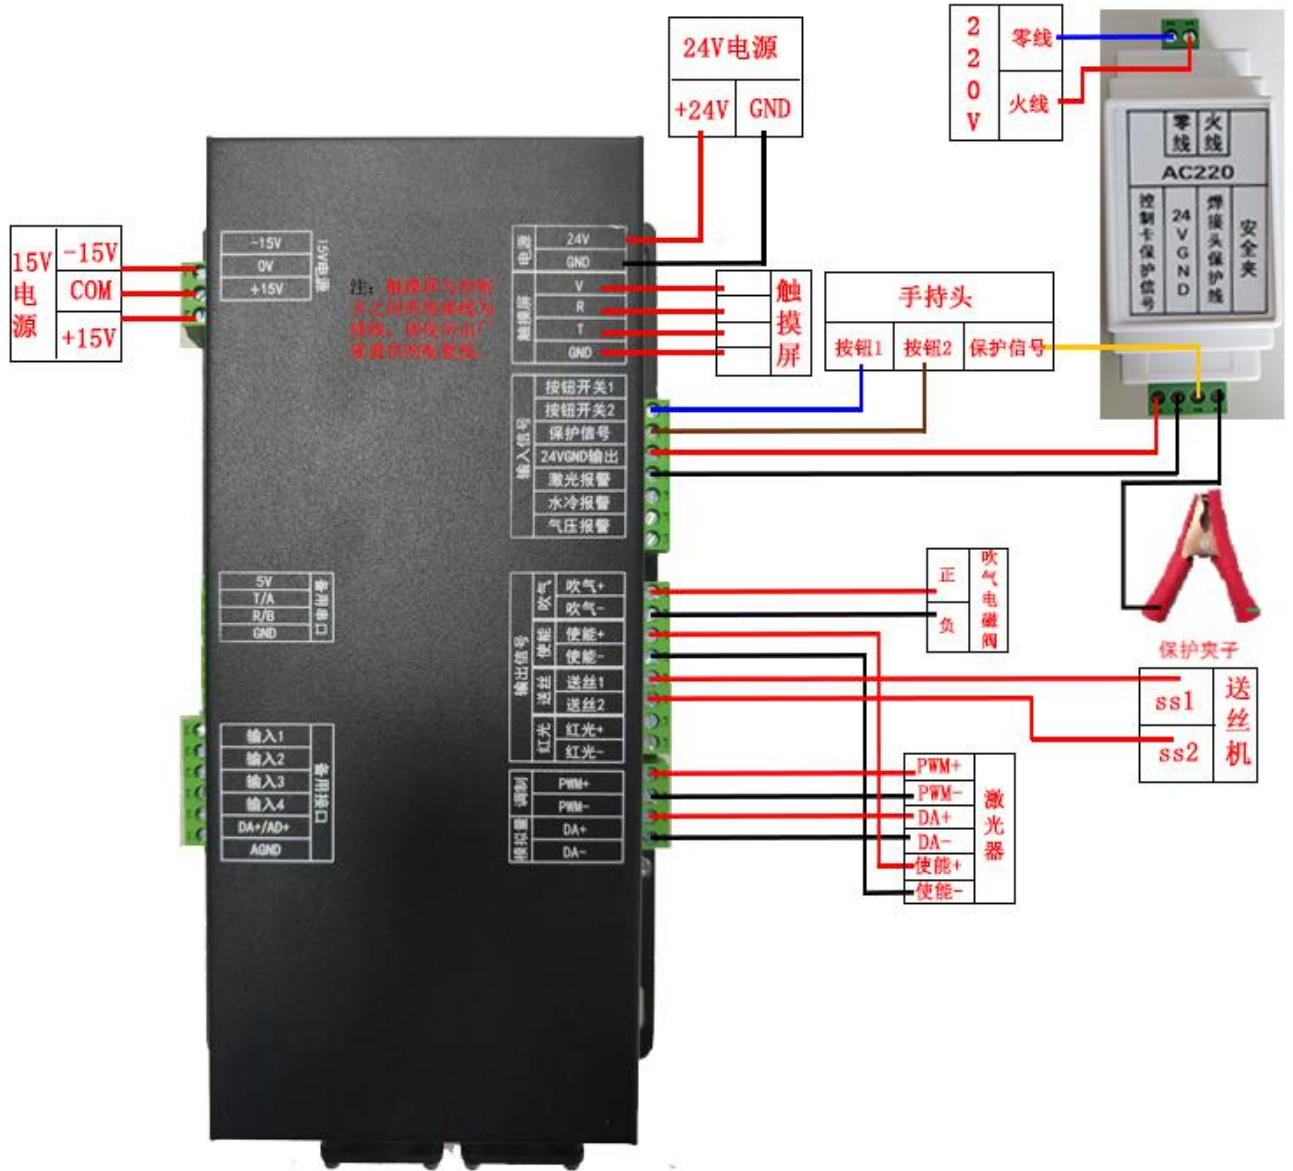 24V电源
+24V
GND
220V
零线
火线
零线
火线
AC220
控制卡保护信号
24VGND
焊接头保护线
安全夹
15V电源
-15V
COM
+15V
-15V
0V
+15V
15V电源
注:
电源
24V
GND
触摸屏
V
R
T
GND
触摸屏
手持头
按钮1
按钮2
保护信号
输入信号
按钮开关1
按钮开关2
保护信号
24VGND输出
激光报警
水冷报警
气压报警
5V
T/A
R/B
GND
备用串口
输出信号
吹气
吹气+
吹气-
使能
使能+
使能-
送丝
送丝1
送丝2
红光
红光+
红光-
正
负
吹气电磁阀
保护夹子
ss1
ss2
送丝机
输入1
输入2
输入3
输入4
DA+/AD+
AGND
备用接口
调制
PWM+
PWM-
模拟量
DA+
DA-
PWM+
PWM-
DA+
DA-
使能+
使能-
激光器